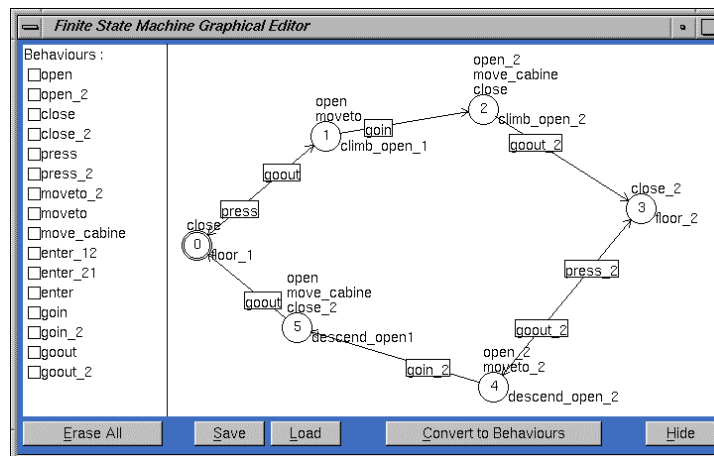 Finite State Machine Graphical Editor
Behaviours :
open
open_2
close
close_2
press
press_2
moveto_2
moveto
move_cabine
enter_12
enter_21
enter
goin
goin_2
goout
goout_2
open_2
move_cabine
close
2
climb_open_2
goout_2
open
moveto
1
goin
climb_open_1
goout
press
close
0
floor_1
close_2
3
floor_2
press_2
goout_2
open_2
moveto_2
4
descend_open_2
goin_2
open
move_cabine
close_2
5
descend_open1
goout
Erase All
Save
Load
Convert to Behaviours
Hide